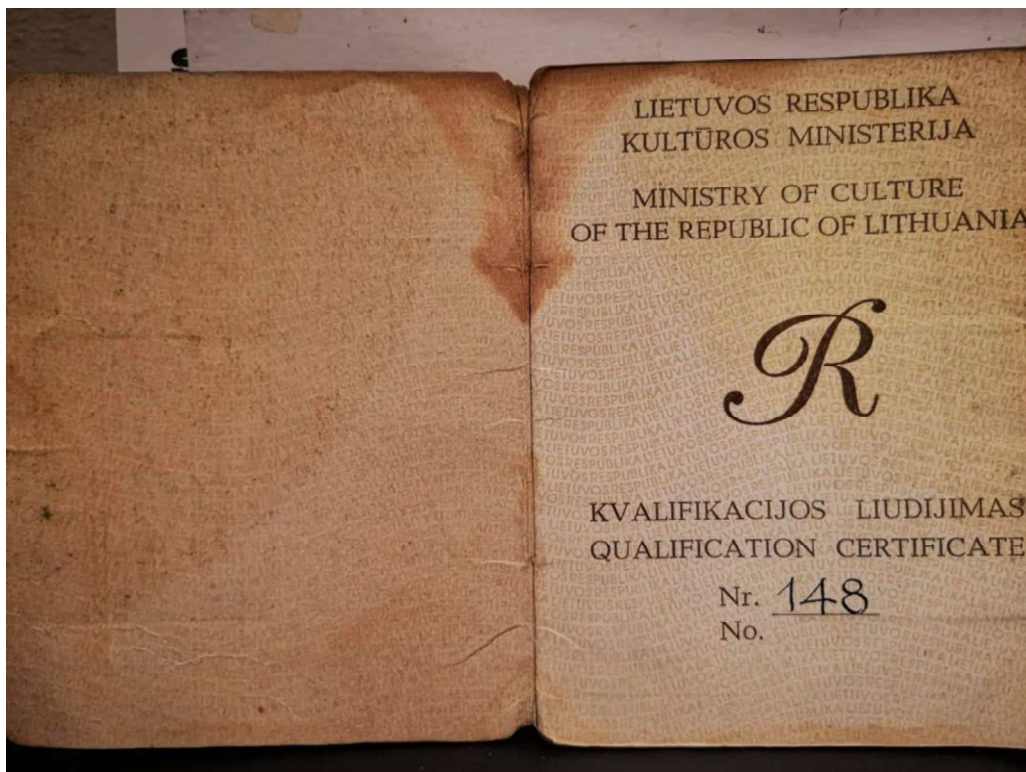 LIETUVOS RESPUBLIKA
KULTŪROS MINISTERIJA
MINISTRY OF CULTURE
OF THE REPUBLIC OF LITHUANIA
R
KVALIFIKACIJOS LIUDIJIMAS
QUALIFICATION CERTIFICATE
Nr. 148
No.